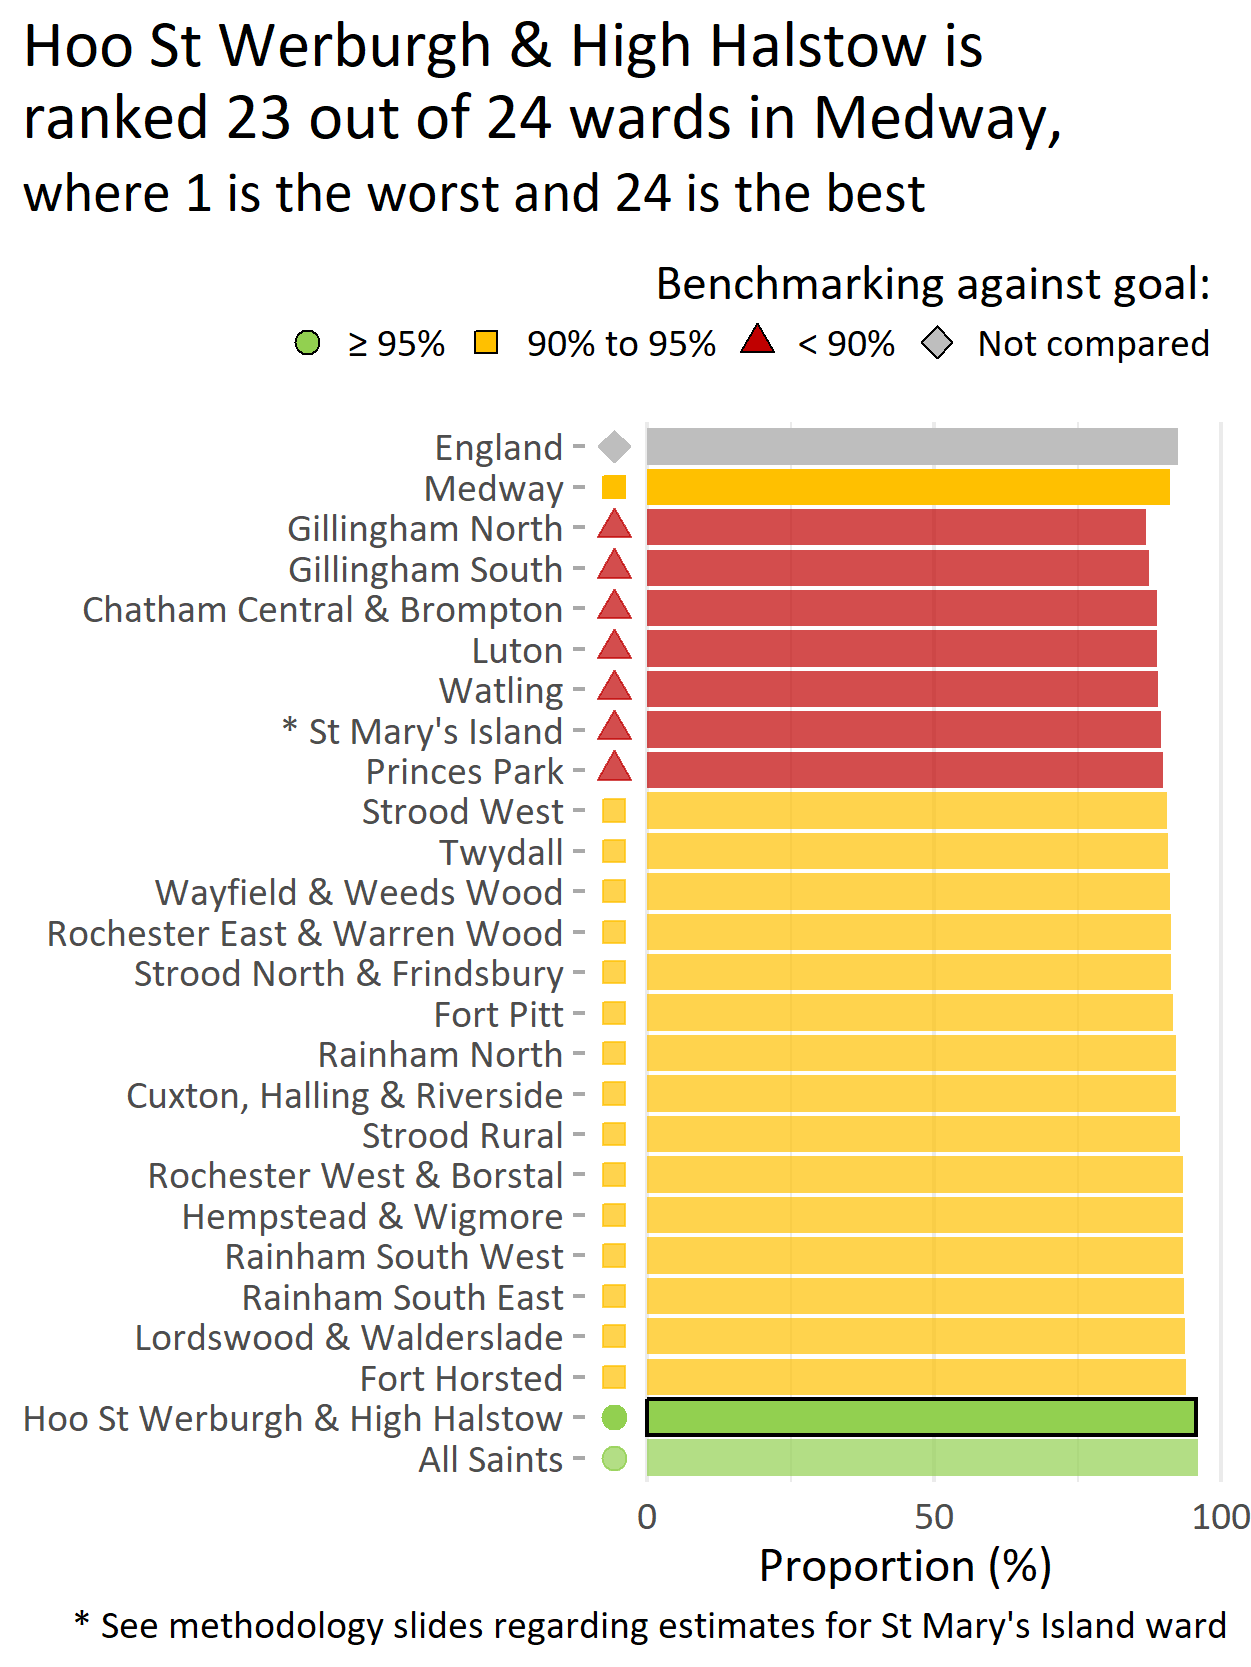 Hoo St Werburgh & High Halstow is
ranked 23 out of 24 wards in Medway,
where 1 is the worst and 24 is the best
Benchmarking against goal:
≥ 95% 90% to 95% < 90% Not compared
England
Medway
Gillingham North
Gillingham South
Chatham Central & Brompton
Luton
Watling
* St Mary's Island
Princes Park
Strood West
Twydall
Wayfield & Weeds Wood
Rochester East & Warren Wood
Strood North & Frindsbury
Fort Pitt
Rainham North
Cuxton, Halling & Riverside
Strood Rural
Rochester West & Borstal
Hempstead & Wigmore
Rainham South West
Rainham South East
Lordswood & Walderslade
Fort Horsted
Hoo St Werburgh & High Halstow
All Saints
0 50 100
Proportion (%)
* See methodology slides regarding estimates for St Mary's Island ward